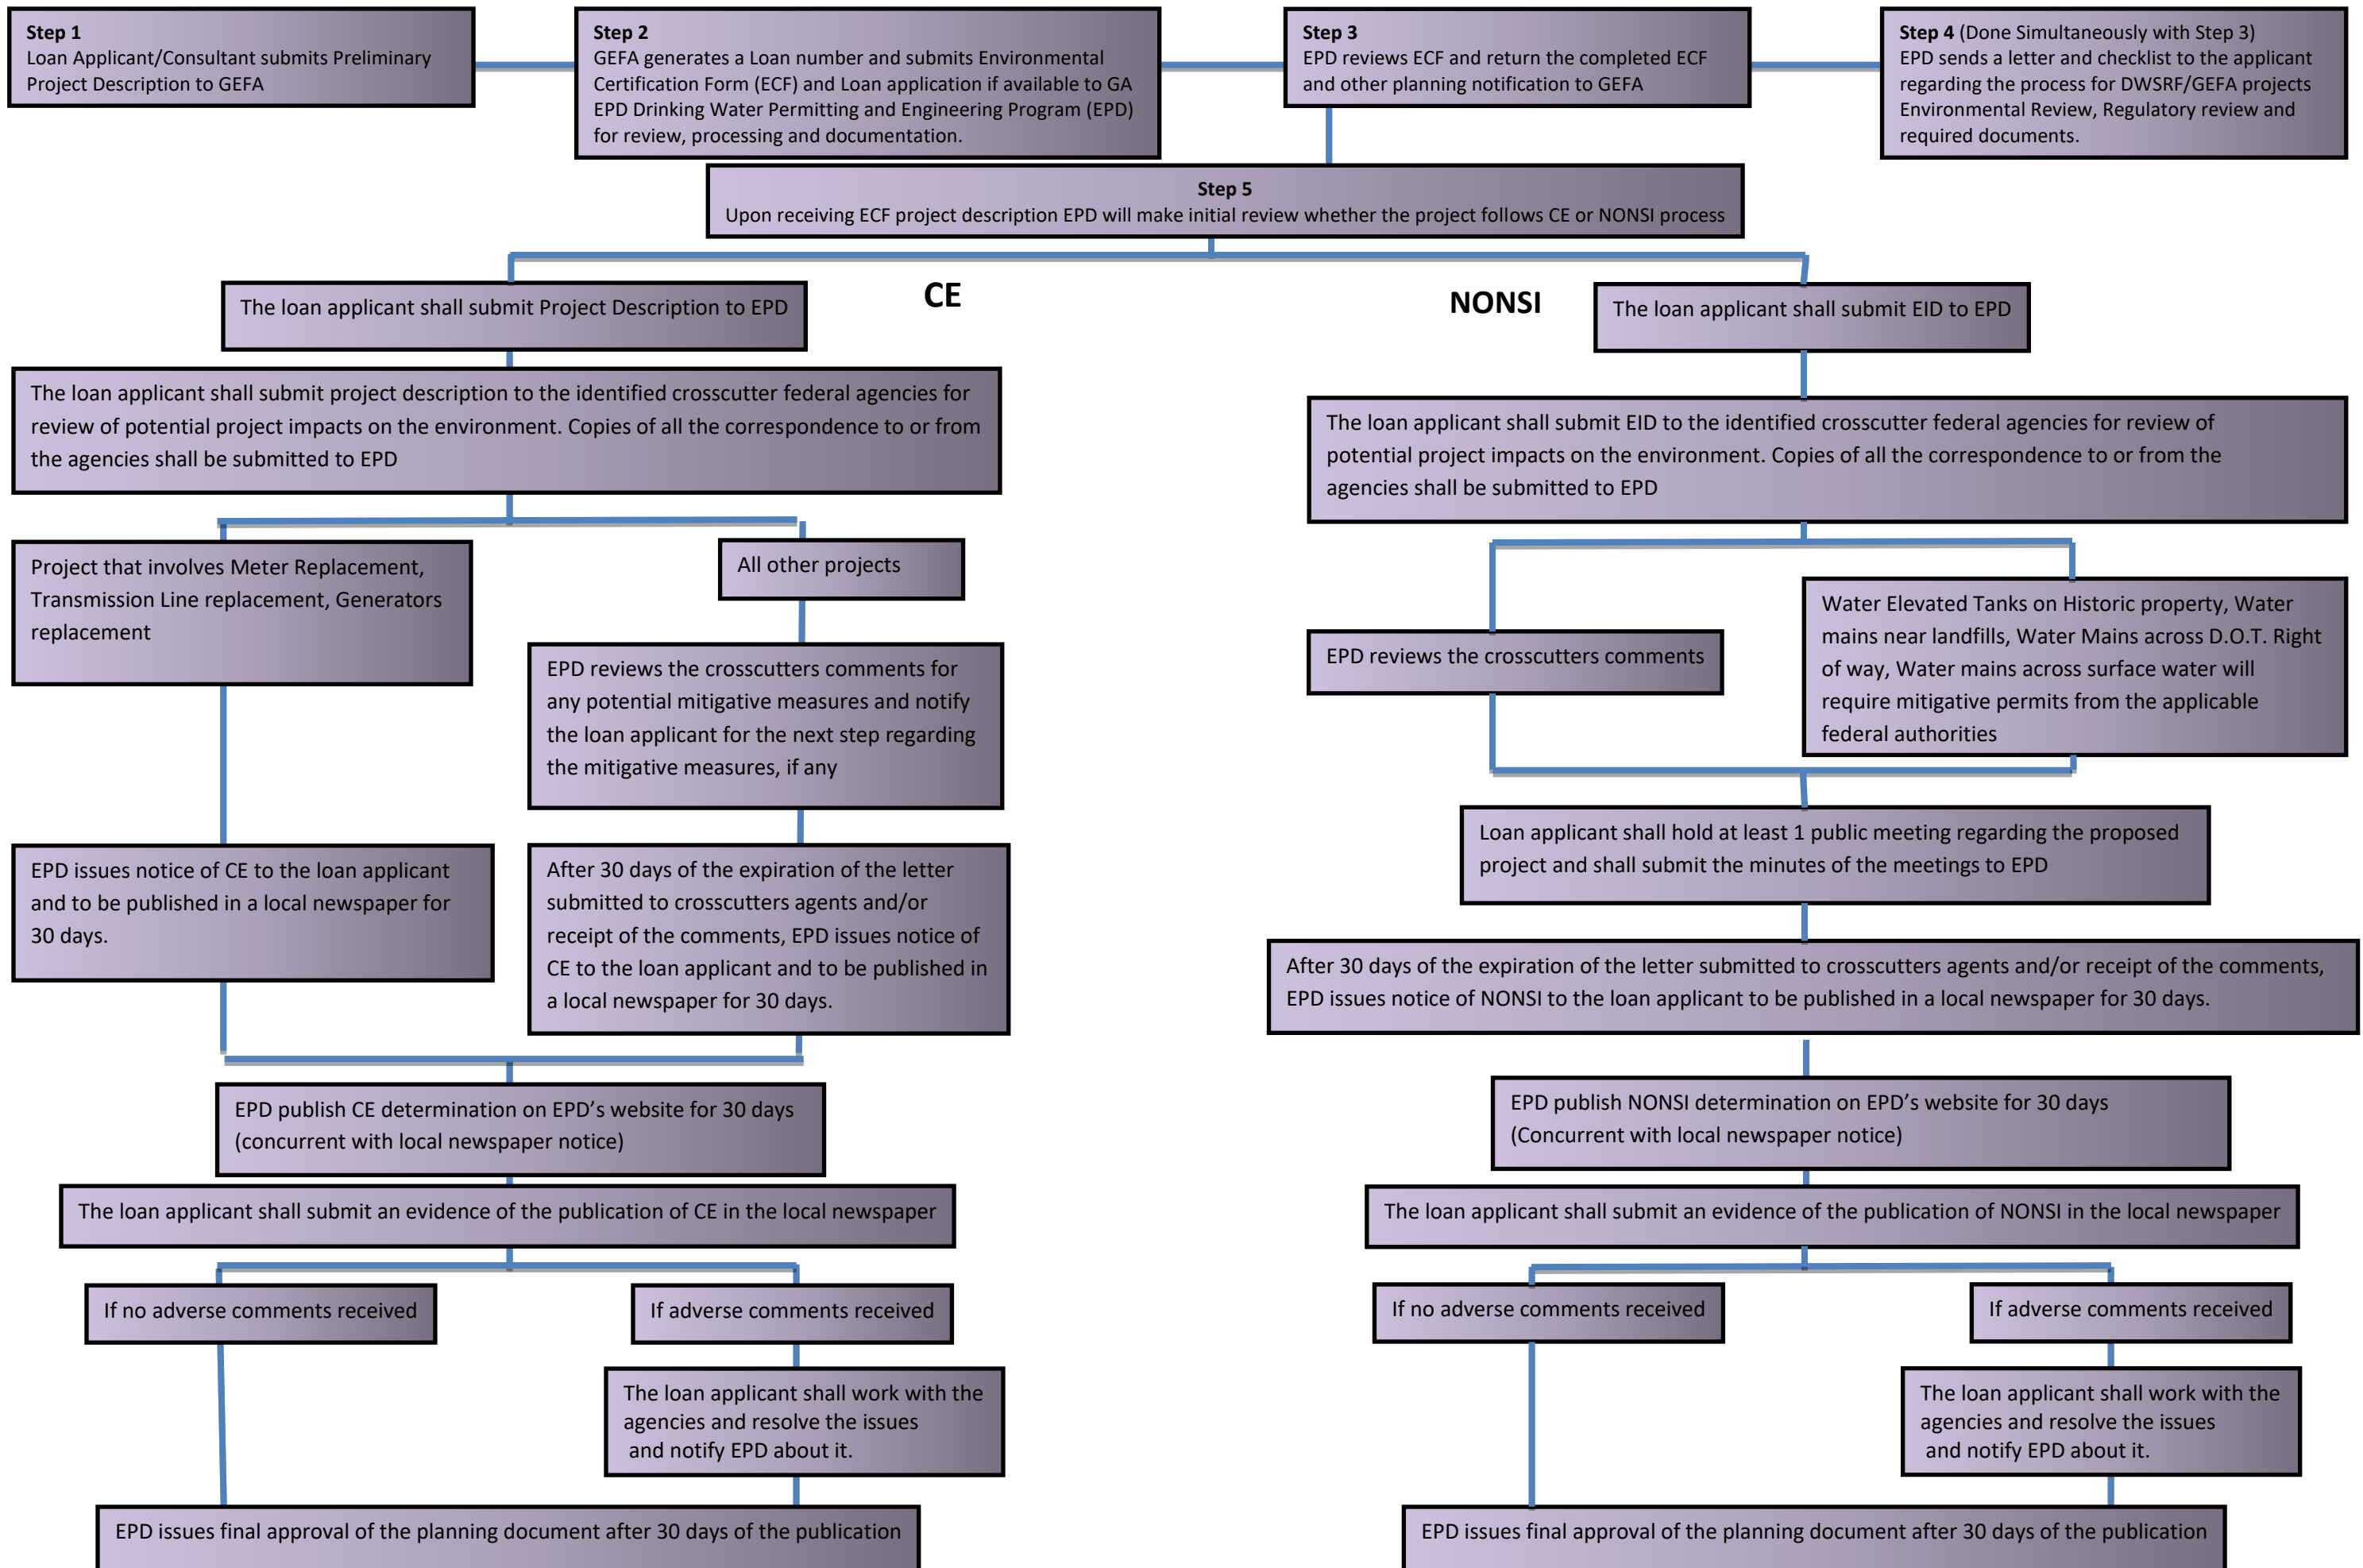 Step 1
Loan Applicant/Consultant submits Preliminary
Project Description to GEFA
Step 2
GEFA generates a Loan number and submits Environmental
Certification Form (ECF) and Loan application if available to GA
EPD Drinking Water Permitting and Engineering Program (EPD)
for review, processing and documentation.
Step 3
EPD reviews ECF and return the completed ECF
and other planning notification to GEFA
Step 4 (Done Simultaneously with Step 3)
EPD sends a letter and checklist to the applicant
regarding the process for DWSRF/GEFA projects
Environmental Review, Regulatory review and
required documents.
Step 5
Upon receiving ECF project description EPD will make initial review whether the project follows CE or NONSI process
CE
The loan applicant shall submit Project Description to EPD
The loan applicant shall submit project description to the identified crosscutter federal agencies for
review of potential project impacts on the environment. Copies of all the correspondence to or from
the agencies shall be submitted to EPD
Project that involves Meter Replacement,
Transmission Line replacement, Generators
replacement
All other projects
EPD reviews the crosscutters comments for
any potential mitigative measures and notify
the loan applicant for the next step regarding
the mitigative measures, if any
EPD issues notice of CE to the loan applicant
and to be published in a local newspaper for
30 days.
After 30 days of the expiration of the letter
submitted to crosscutters agents and/or
receipt of the comments, EPD issues notice of
CE to the loan applicant and to be published in
a local newspaper for 30 days.
EPD publish CE determination on EPD’s website for 30 days
(concurrent with local newspaper notice)
The loan applicant shall submit an evidence of the publication of CE in the local newspaper
If no adverse comments received
If adverse comments received
The loan applicant shall work with the
agencies and resolve the issues
and notify EPD about it.
EPD issues final approval of the planning document after 30 days of the publication
NONSI
The loan applicant shall submit EID to EPD
The loan applicant shall submit EID to the identified crosscutter federal agencies for review of
potential project impacts on the environment. Copies of all the correspondence to or from the
agencies shall be submitted to EPD
EPD reviews the crosscutters comments
Water Elevated Tanks on Historic property, Water
mains near landfills, Water Mains across D.O.T. Right
of way, Water mains across surface water will
require mitigative permits from the applicable
federal authorities
Loan applicant shall hold at least 1 public meeting regarding the proposed
project and shall submit the minutes of the meetings to EPD
After 30 days of the expiration of the letter submitted to crosscutters agents and/or receipt of the comments,
EPD issues notice of NONSI to the loan applicant to be published in a local newspaper for 30 days.
EPD publish NONSI determination on EPD’s website for 30 days
(Concurrent with local newspaper notice)
The loan applicant shall submit an evidence of the publication of NONSI in the local newspaper
If no adverse comments received
If adverse comments received
The loan applicant shall work with the
agencies and resolve the issues
and notify EPD about it.
EPD issues final approval of the planning document after 30 days of the publication